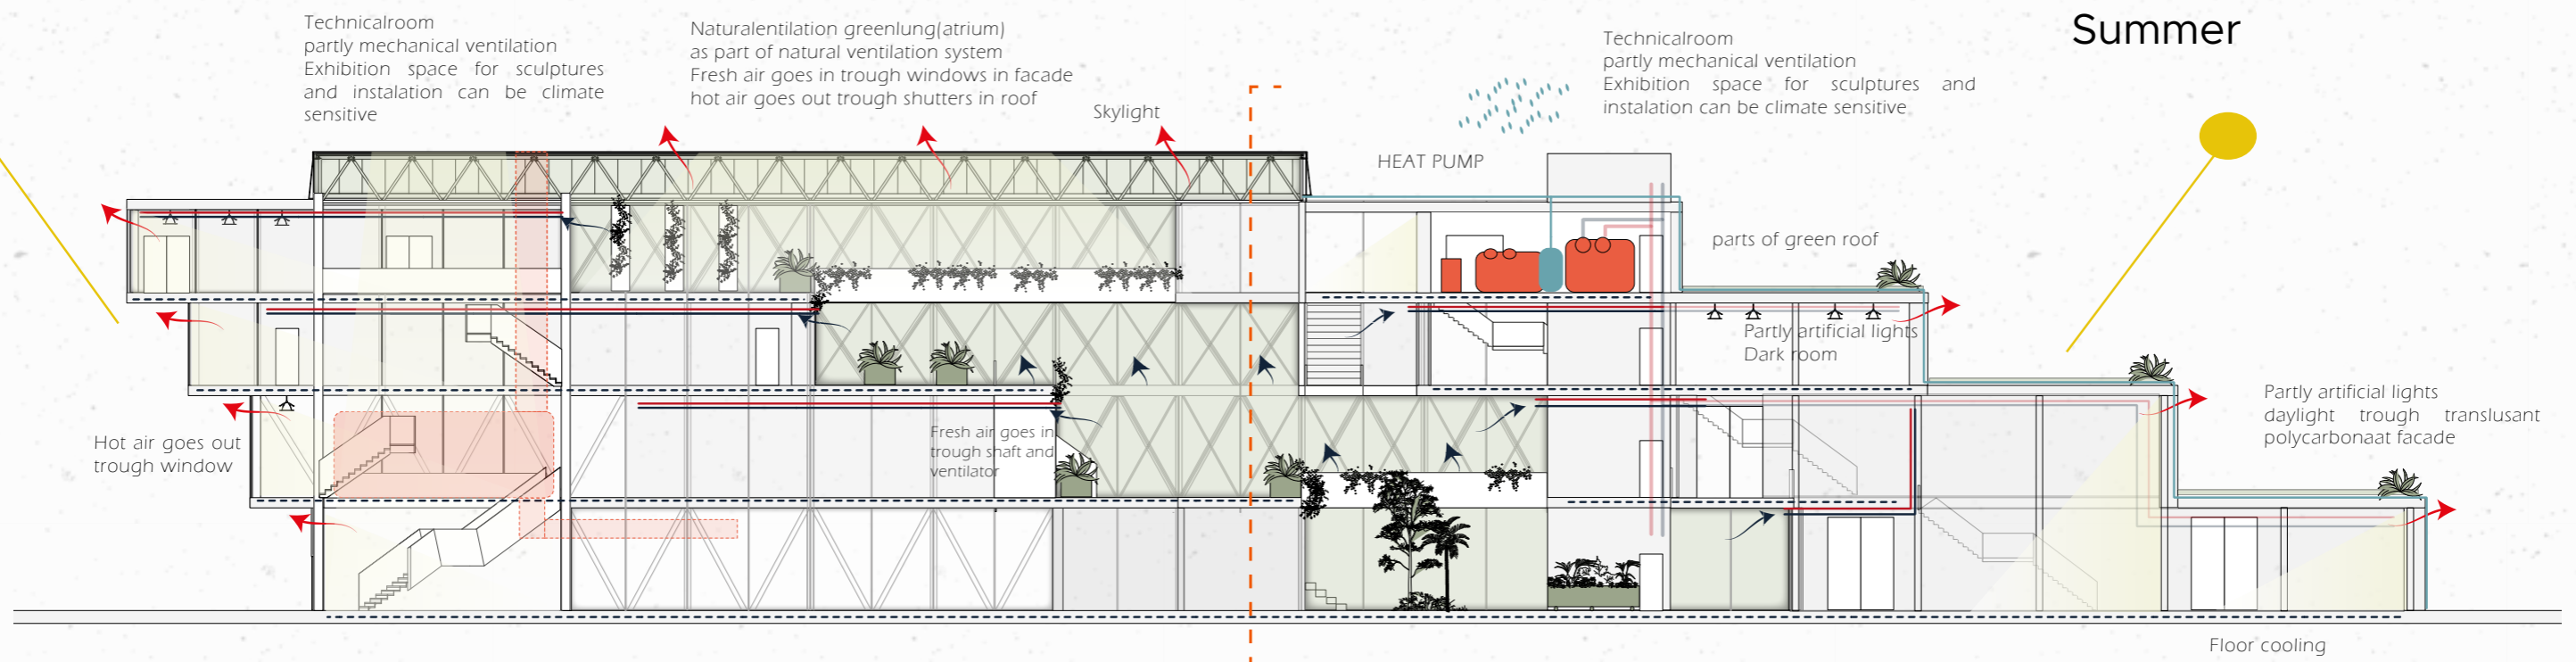 Technicalroom
partly mechanical ventilation
Exhibition space for sculptures
and instalation can be climate
sensitive
Naturalentilation greenlung(atrium)
as part of natural ventilation system
Fresh air goes in trough windows in facade
hot air goes out trough shutters in roof
Skylight
HEAT PUMP
Technicalroom
partly mechanical ventilation
Exhibition space for sculptures and
instalation can be climate sensitive
Summer
parts of green roof
Partly artificial lights
Dark room
Partly artificial lights
daylight trough translusant
polycarbonaat facade
Hot air goes out
trough window
Fresh air goes in
trough shaft and
ventilator
Floor cooling